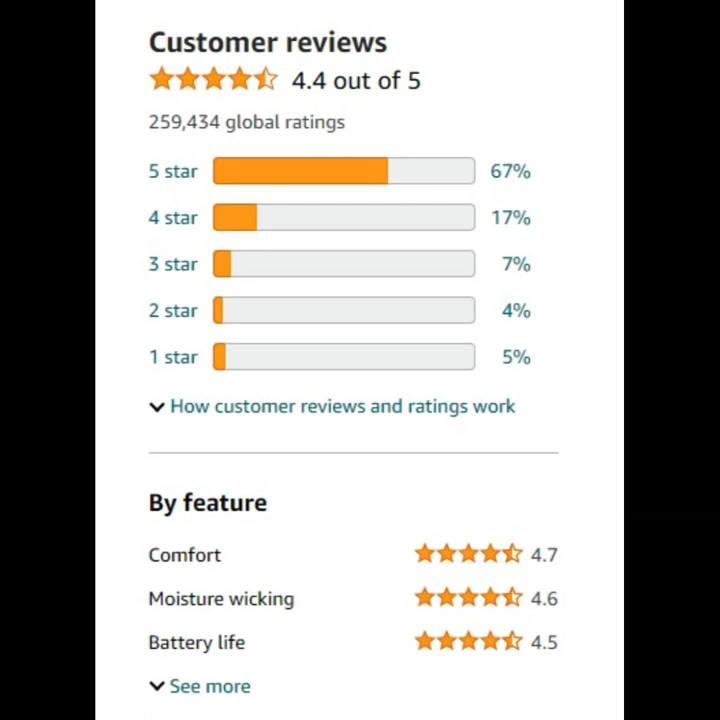 Customer reviews
4.4 out of 5
259,434 global ratings
5 star 67%
4 star 17%
3 star 7%
2 star 4%
1 star 5%
How customer reviews and ratings work
By feature
Comfort 4.7
Moisture wicking 4.6
Battery life 4.5
See more